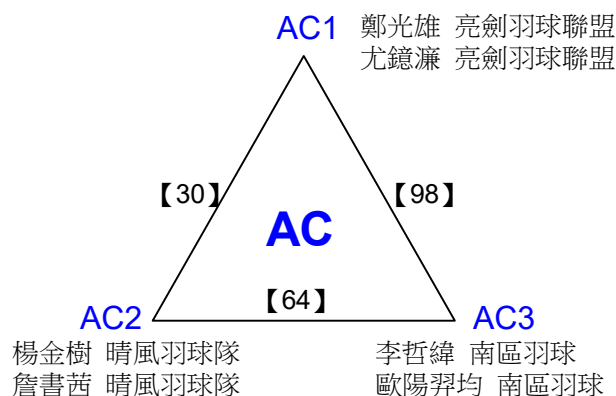 AC1
鄭光雄 亮劍羽球聯盟
尤鐿濂 亮劍羽球聯盟
【30】
【98】
AC
【64】
AC2
AC3
楊金樹 晴風羽球隊
詹書茜 晴風羽球隊
李哲緯 南區羽球
歐陽羿均 南區羽球